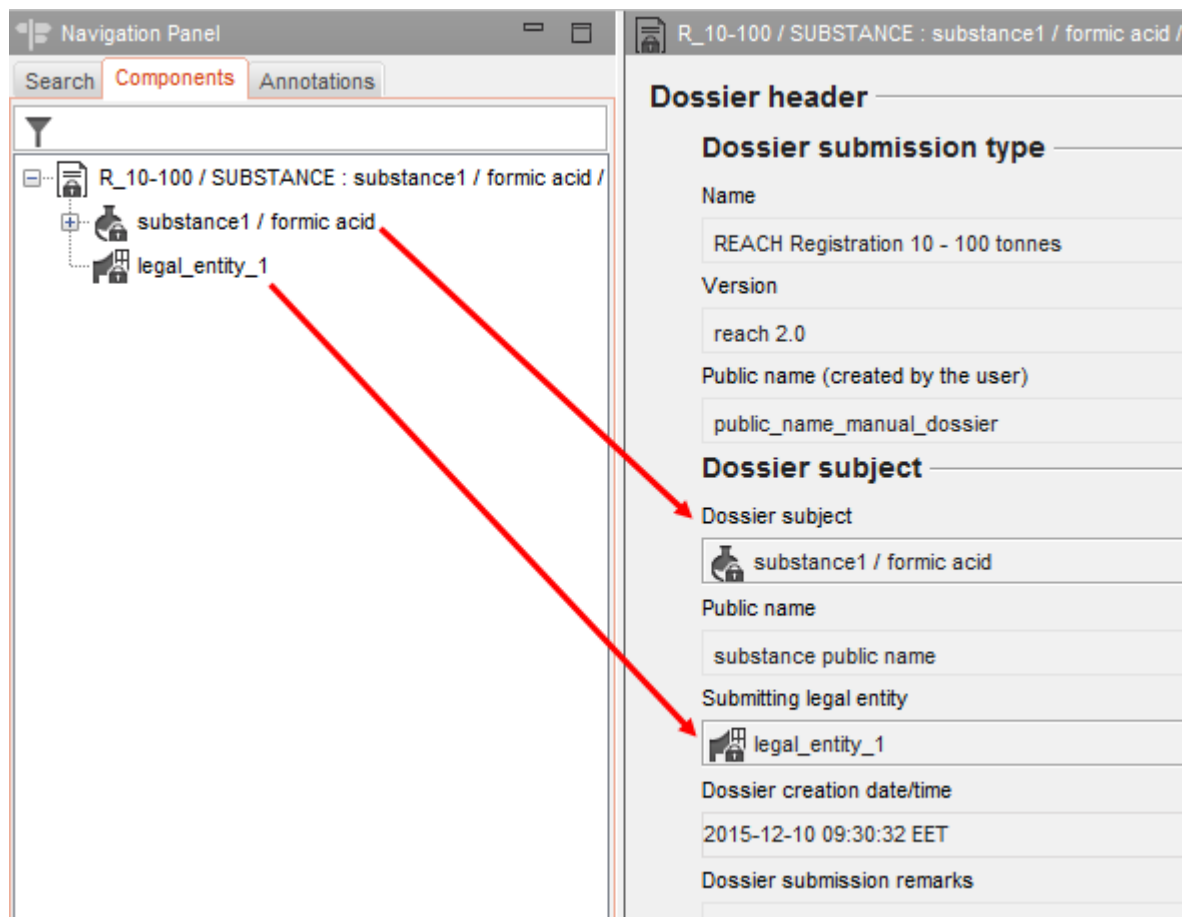 Navigation Panel
Search Components Annotations
R_10-100 / SUBSTANCE : substance1 / formic acid /
substance1 / formic acid
legal_entity_1
R_10-100 / SUBSTANCE : substance1 / formic acid /
Dossier header
Dossier submission type
Name
REACH Registration 10 - 100 tonnes
Version
reach 2.0
Public name (created by the user)
public_name_manual_dossier
Dossier subject
Dossier subject
substance1 / formic acid
Public name
substance public name
Submitting legal entity
legal_entity_1
Dossier creation date/time
2015-12-10 09:30:32 EET
Dossier submission remarks